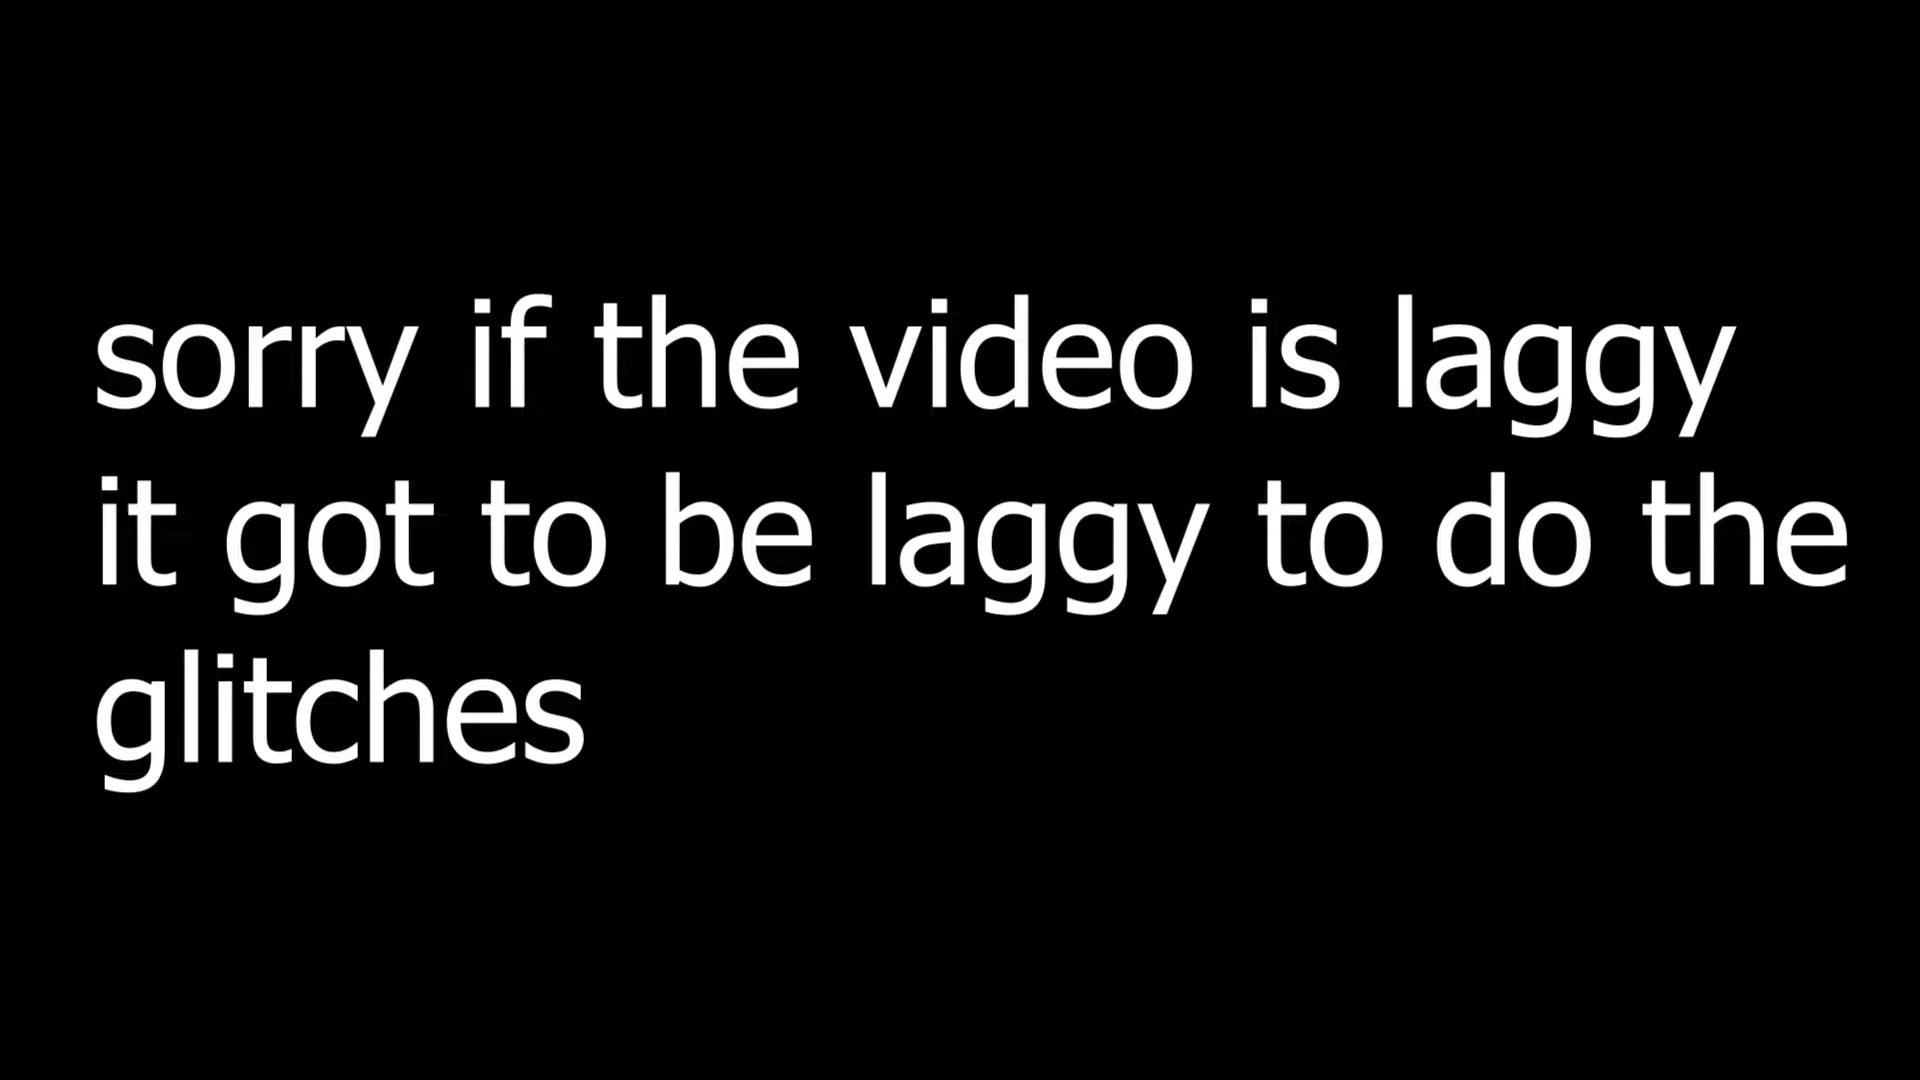 sorry if the video is laggy
it got to be laggy to do the
glitches